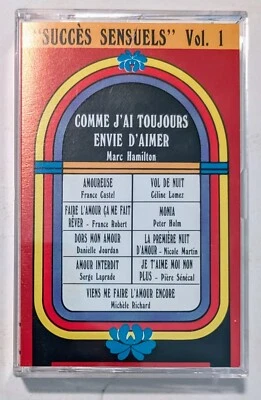 "SUCCÈS SENSUELS" Vol. 1
COMME J'AI TOUJOURS
ENVIE D'AIMER
Marc Hamilton
AMOUREUSE
France Castel
VOL DE NUIT
Céline Lomez
FAIRE L'AMOUR ÇA ME FAIT
RÊVER - France Robert
MONIA
Peter Holm
DORS MON AMOUR
Danielle Jourdan
LA PREMIÈRE NUIT
D'AMOUR - Nicole Martin
AMOUR INTERDIT
Serge Laprade
JE T'AIME MOI NON
PLUS - Pière Sénécal
VIENS ME FAIRE L'AMOUR ENCORE
Michèle Richard